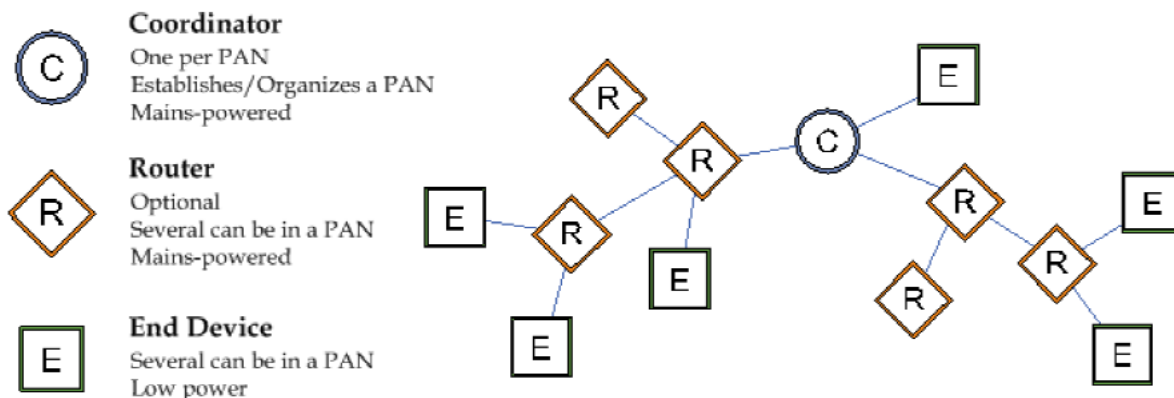 Coordinator
One per PAN
Establishes/Organizes a PAN
Mains-powered
C
Router
Optional
Several can be in a PAN
Mains-powered
R
End Device
Several can be in a PAN
Low power
E
E
R
C
R
E
R
E
R
R
E
R
E
E